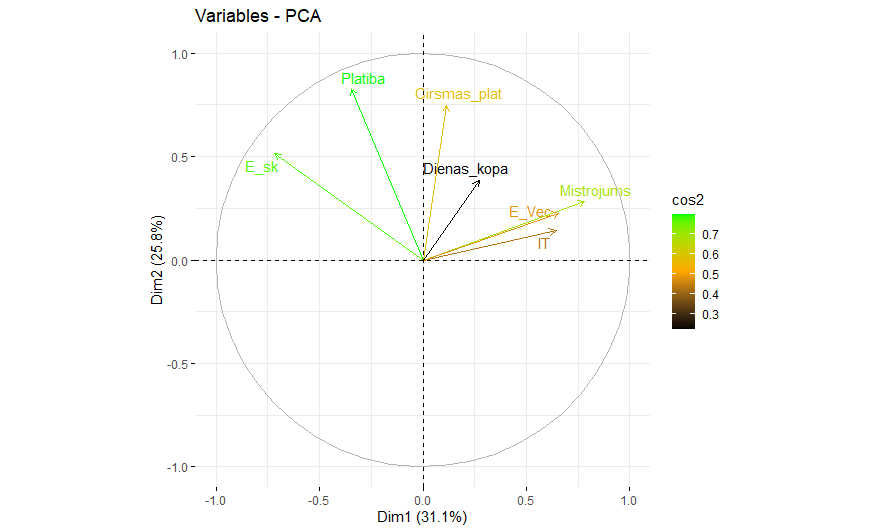 Variables - PCA
1.0
0.5
0.0
-0.5
-1.0
Dim2 (25.8%)
Platiba
Cirsmas_plat
E_sk
Dienas_kopa
Mistrojums
E_Vec
IT
-1.0
-0.5
0.0
0.5
1.0
Dim1 (31.1%)
cos2
0.7
0.6
0.5
0.4
0.3